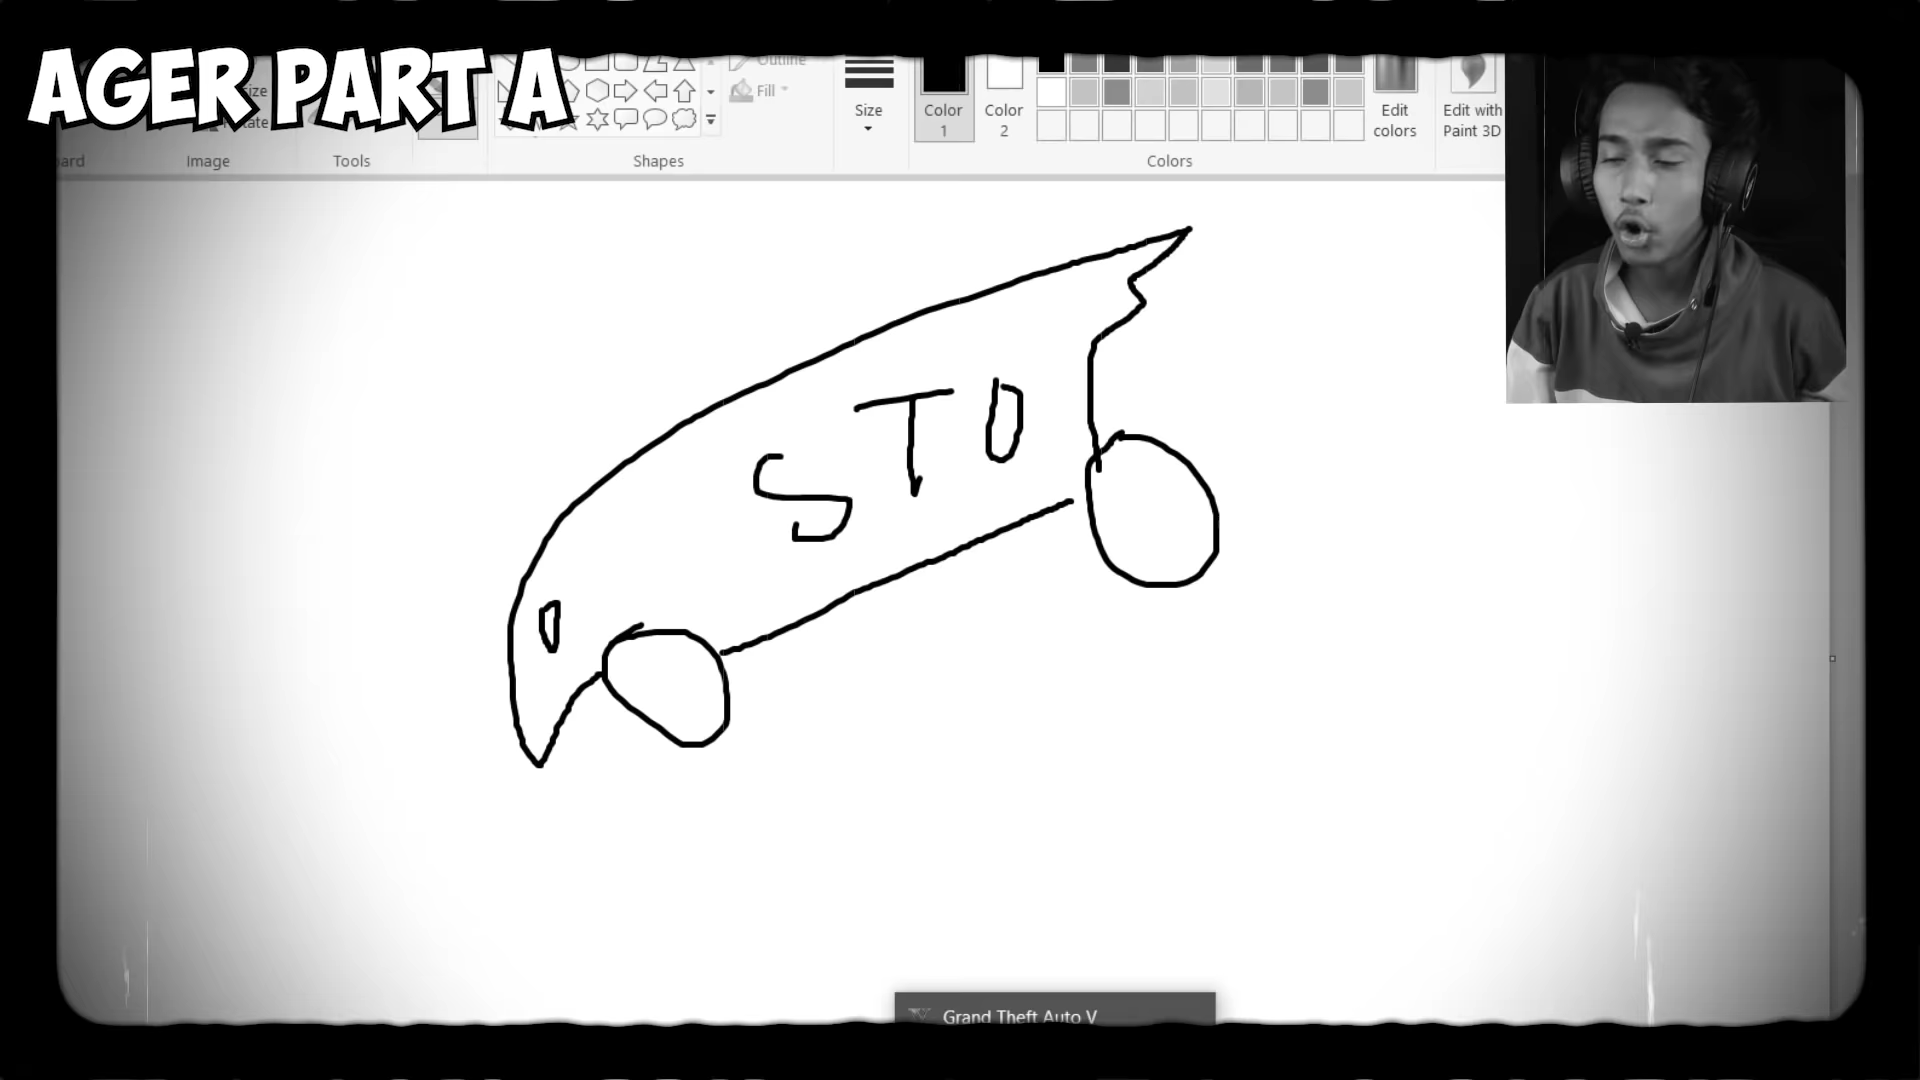 AGER PART A
Outline
Fill
Size
Color 1
Color 2
Edit colors
Edit with Paint 3D
Image
Tools
Shapes
Colors
STO
Grand Theft Auto V